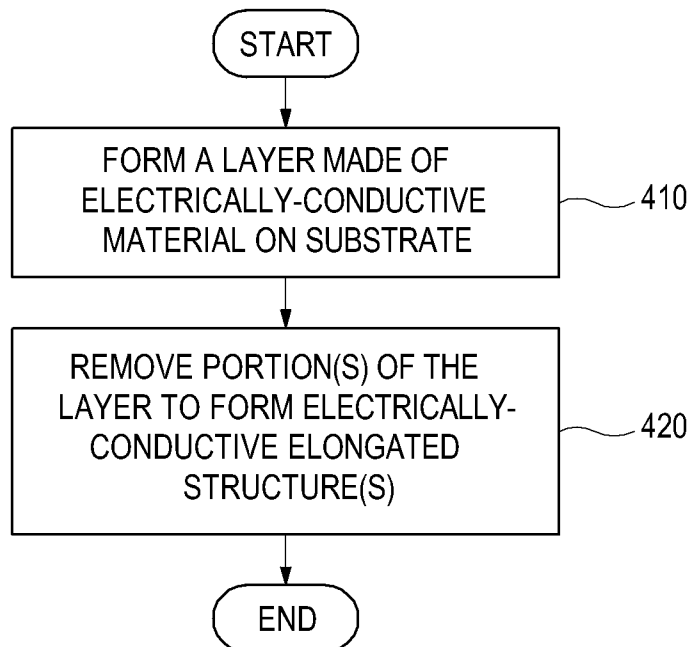 START
FORM A LAYER MADE OF
ELECTRICALLY-CONDUCTIVE
MATERIAL ON SUBSTRATE
410
REMOVE PORTION(S) OF THE
LAYER TO FORM ELECTRICALLY-
CONDUCTIVE ELONGATED
STRUCTURE(S)
420
END